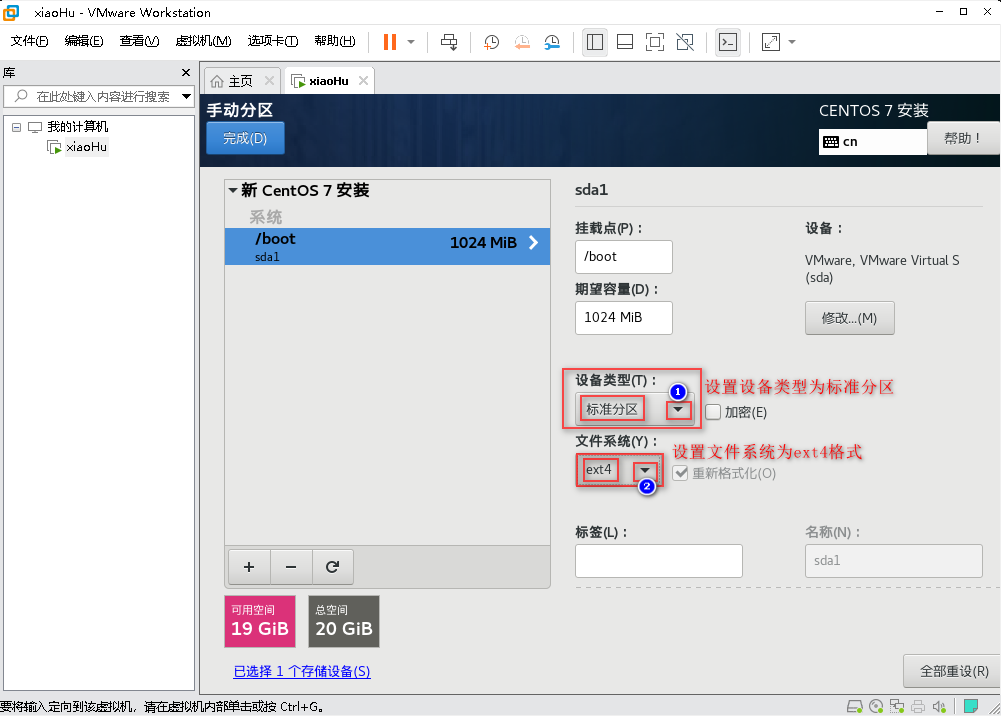 xiaoHu - VMware Workstation
文件(F) 编辑(E) 查看(V) 虚拟机(M) 选项卡(T) 帮助(H)
库
在此处键入内容进行搜索
我的计算机
xiaoHu
主页
xiaoHu
手动分区
完成(D)
CENTOS 7 安装
cn
帮助！
新 CentOS 7 安装
系统
/boot
1024 MiB
sda1
sda1
挂载点(P)：
/boot
期望容量(D)：
1024 MiB
设备：
VMware, VMware Virtual S
(sda)
修改...(M)
设备类型(T)：
1
设置设备类型为标准分区
标准分区
加密(E)
文件系统(Y)：
设置文件系统为ext4格式
ext4
重新格式化(O)
2
标签(L)：
名称(N)：
sda1
可用空间
19 GiB
总空间
20 GiB
已选择 1 个存储设备(S)
全部重设(R)
要将输入定向到该虚拟机，请在虚拟机内部单击或按 Ctrl+G。